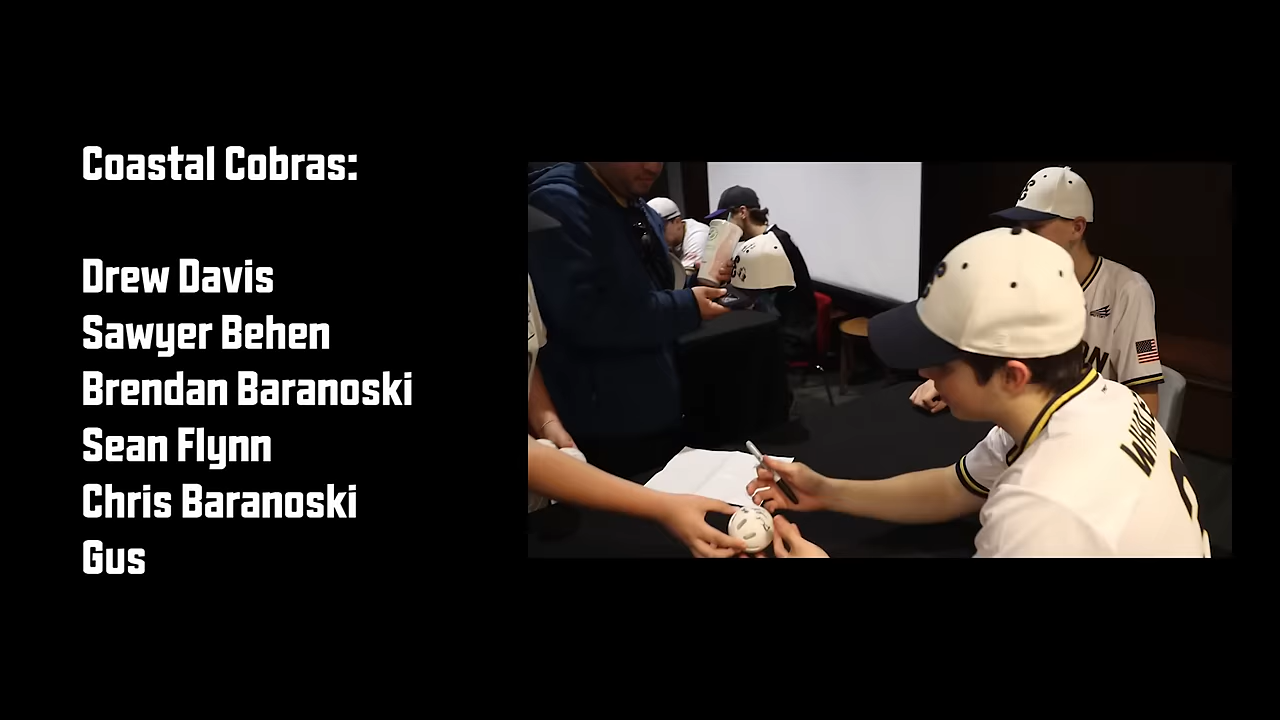 Coastal Cobras:
Drew Davis
Sawyer Behen
Brendan Baranoski
Sean Flynn
Chris Baranoski
Gus